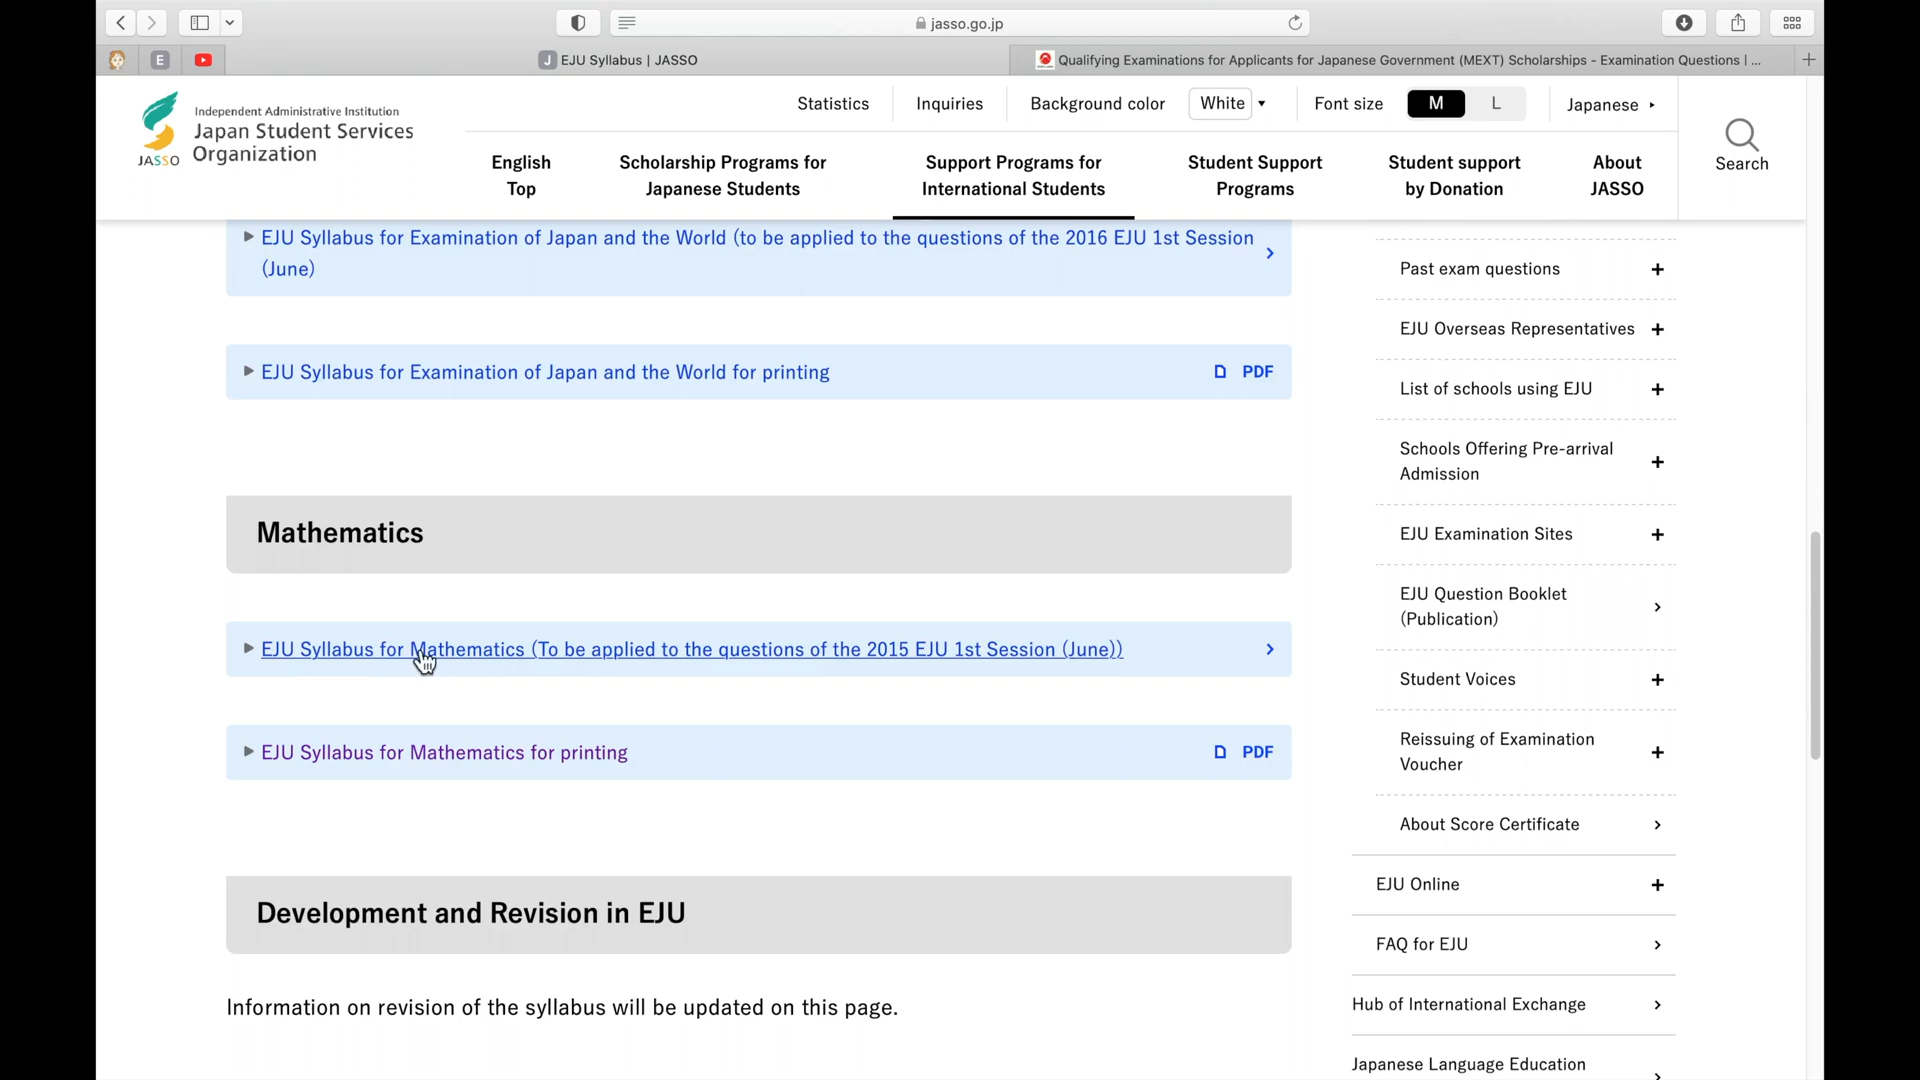 jasso.go.jp
E
J EJU Syllabus | JASSO
Qualifying Examinations for Applicants for Japanese Government (MEXT) Scholarships - Examination Questions | ...
JASSO
Independent Administrative Institution
Japan Student Services
Organization
Statistics
Inquiries
Background color
White
Font size
M
L
Japanese
Search
English
Top
Scholarship Programs for
Japanese Students
Support Programs for
International Students
Student Support
Programs
Student support
by Donation
About
JASSO
EJU Syllabus for Examination of Japan and the World (to be applied to the questions of the 2016 EJU 1st Session
(June)
EJU Syllabus for Examination of Japan and the World for printing
PDF
Mathematics
EJU Syllabus for Mathematics (To be applied to the questions of the 2015 EJU 1st Session (June))
EJU Syllabus for Mathematics for printing
PDF
Development and Revision in EJU
Information on revision of the syllabus will be updated on this page.
Past exam questions
EJU Overseas Representatives
List of schools using EJU
Schools Offering Pre-arrival
Admission
EJU Examination Sites
EJU Question Booklet
(Publication)
Student Voices
Reissuing of Examination
Voucher
About Score Certificate
EJU Online
FAQ for EJU
Hub of International Exchange
Japanese Language Education